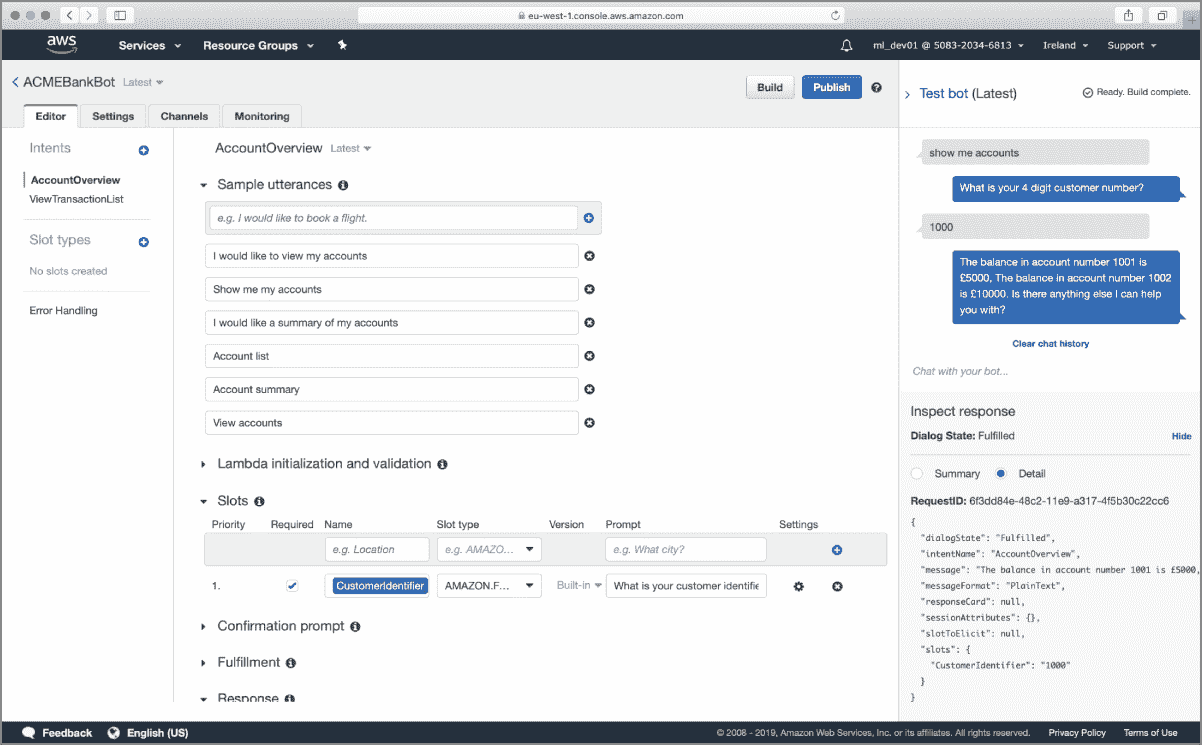 eu-west-1.console.aws.amazon.com
aws Services Resource Groups ml_dev01 @ 5083-2034-6813 Ireland Support
ACMEBankBot Latest
Build Publish
Editor Settings Channels Monitoring
Intents
AccountOverview
ViewTransactionList
Slot types
No slots created
Error Handling
AccountOverview Latest
Sample utterances
e.g. I would like to book a flight.
I would like to view my accounts
Show me my accounts
I would like a summary of my accounts
Account list
Account summary
View accounts
Lambda initialization and validation
Slots
Priority Required Name Slot type Version Prompt Settings
e.g. Location e.g. AMAZO... e.g. What city?
1. CustomerIdentifier AMAZON.F... Built-in What is your customer identifie
Confirmation prompt
Fulfillment
Response
Test bot (Latest) Ready. Build complete.
show me accounts
What is your 4 digit customer number?
1000
The balance in account number 1001 is
£5000, The balance in account number 1002
is £10000. Is there anything else I can help
you with?
Clear chat history
Chat with your bot...
Inspect response
Dialog State: Fulfilled Hide
Summary Detail
RequestID: 6f3dd84e-48c2-11e9-a317-4f5b30c22cc6
{
"dialogState": "Fulfilled",
"intentName": "AccountOverview",
"message": "The balance in account number 1001 is £5000,
"messageFormat": "PlainText",
"responseCard": null,
"sessionAttributes": {},
"slotToElicit": null,
"slots": {
"CustomerIdentifier": "1000"
}
}
Feedback English (US) © 2008 - 2019, Amazon Web Services, Inc. or its affiliates. All rights reserved. Privacy Policy Terms of Use